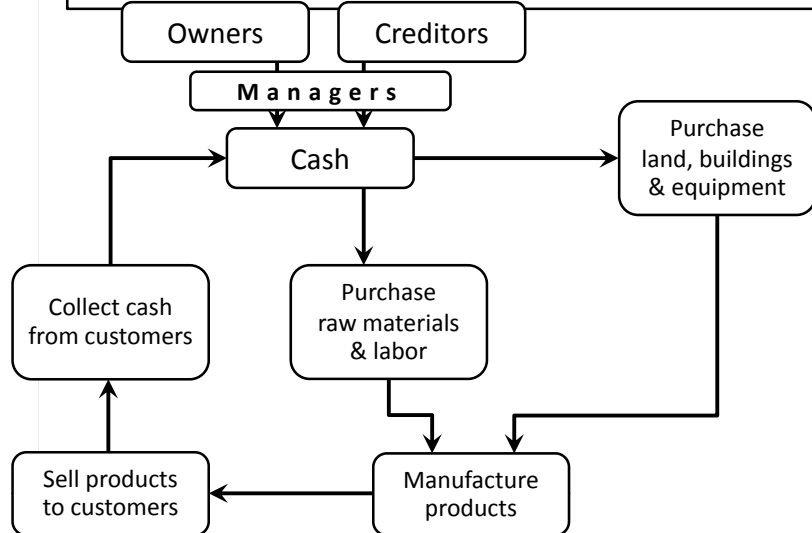 Owners
Creditors
Managers
Cash
Purchase
land, buildings
& equipment
Collect cash
from customers
Purchase
raw materials
& labor
Sell products
to customers
Manufacture
products